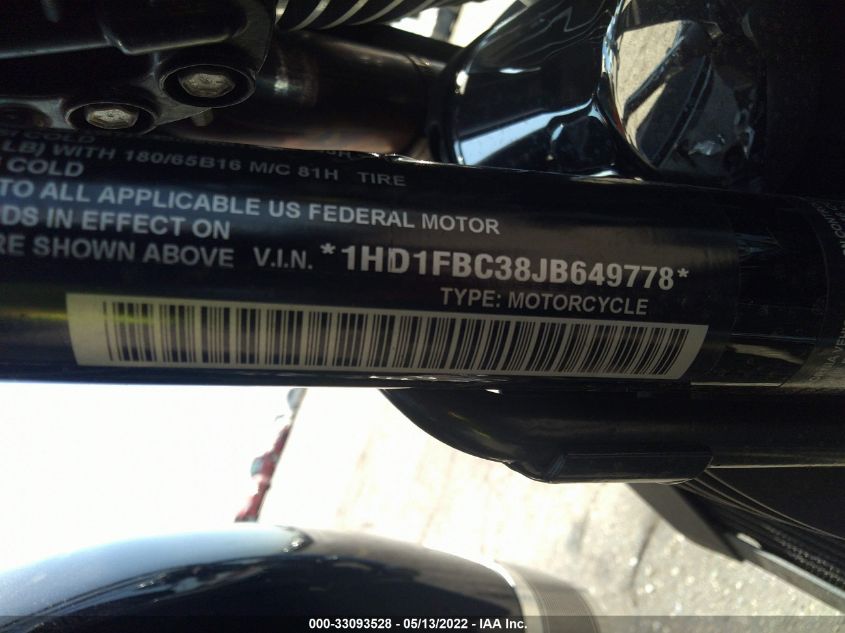 LB) WITH 180/65B16 M/C 81H TIRE
COLD
TO ALL APPLICABLE US FEDERAL MOTOR
DS IN EFFECT ON
RE SHOWN ABOVE V.I.N. *1HD1FBC38JB649778*
TYPE: MOTORCYCLE
000-33093528 - 05/13/2022 - IAA Inc.